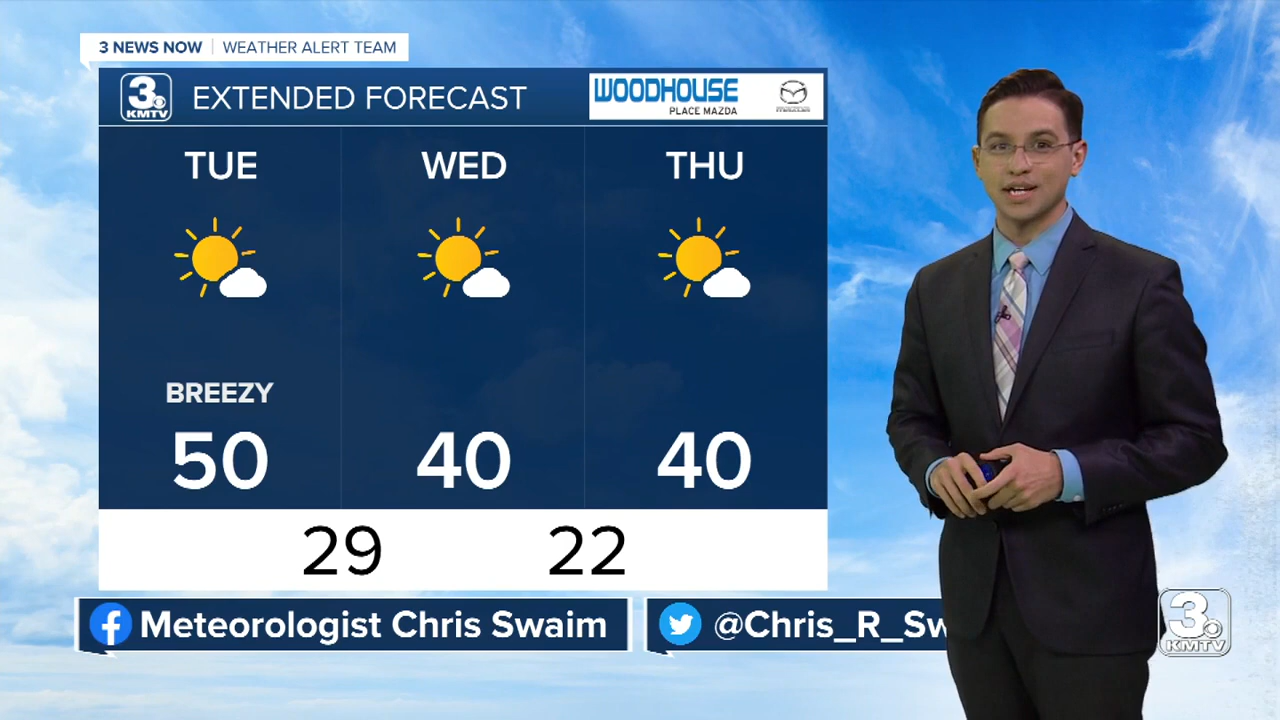 3 NEWS NOW | WEATHER ALERT TEAM
3 KMTV EXTENDED FORECAST
WOODHOUSE
PLACE MAZDA
TUE WED THU
BREEZY
50 40 40
29 22
Meteorologist Chris Swaim @Chris_R_Sw
3
KMTV